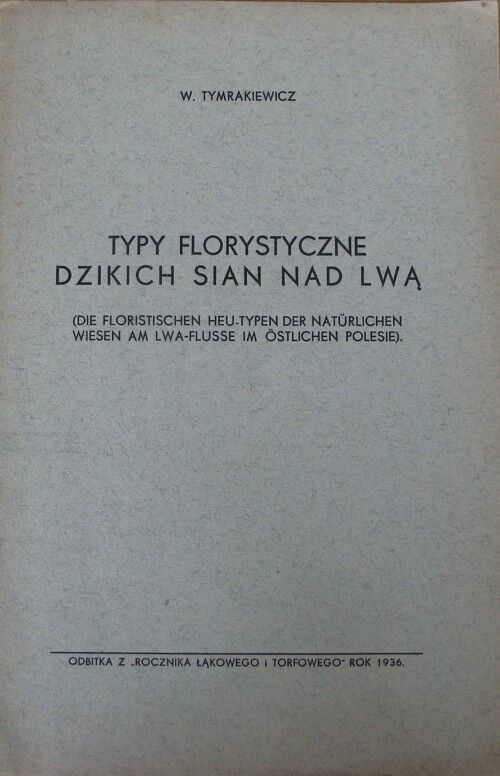 W. TYMRAKIEWICZ
TYPY FLORYSTYCZNE
DZIKICH SIAN NAD LWĄ
(DIE FLORISTISCHEN HEU-TYPEN DER NATÜRLICHEN
WIESEN AM LWA-FLUSSE IM ÖSTLICHEN POLESIE).
ODBITKA Z „ROCZNIKA ŁĄKOWEGO i TORFOWEGO" ROK 1936.